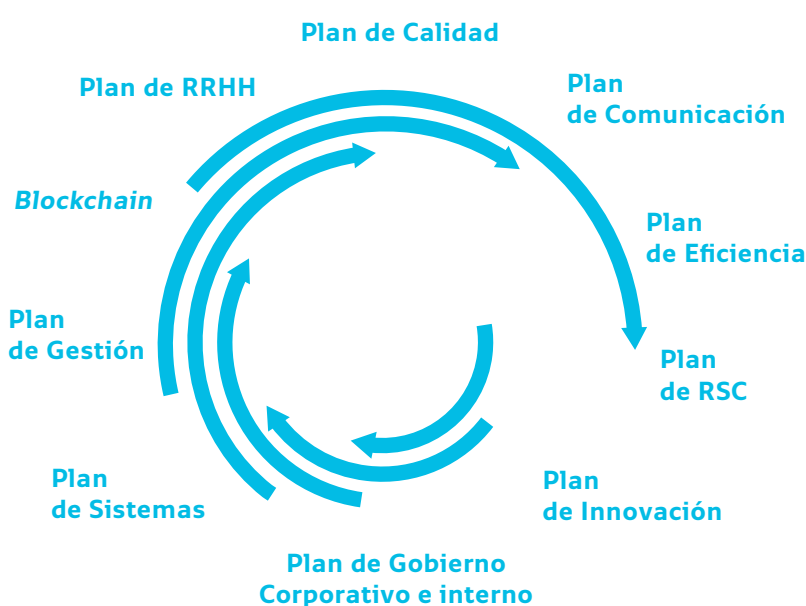 Plan de Calidad
Plan de RRHH
Plan
de Comunicación
Blockchain
Plan
de Eficiencia
Plan
de Gestión
Plan
de RSC
Plan
de Sistemas
Plan
de Innovación
Plan de Gobierno
Corporativo e interno